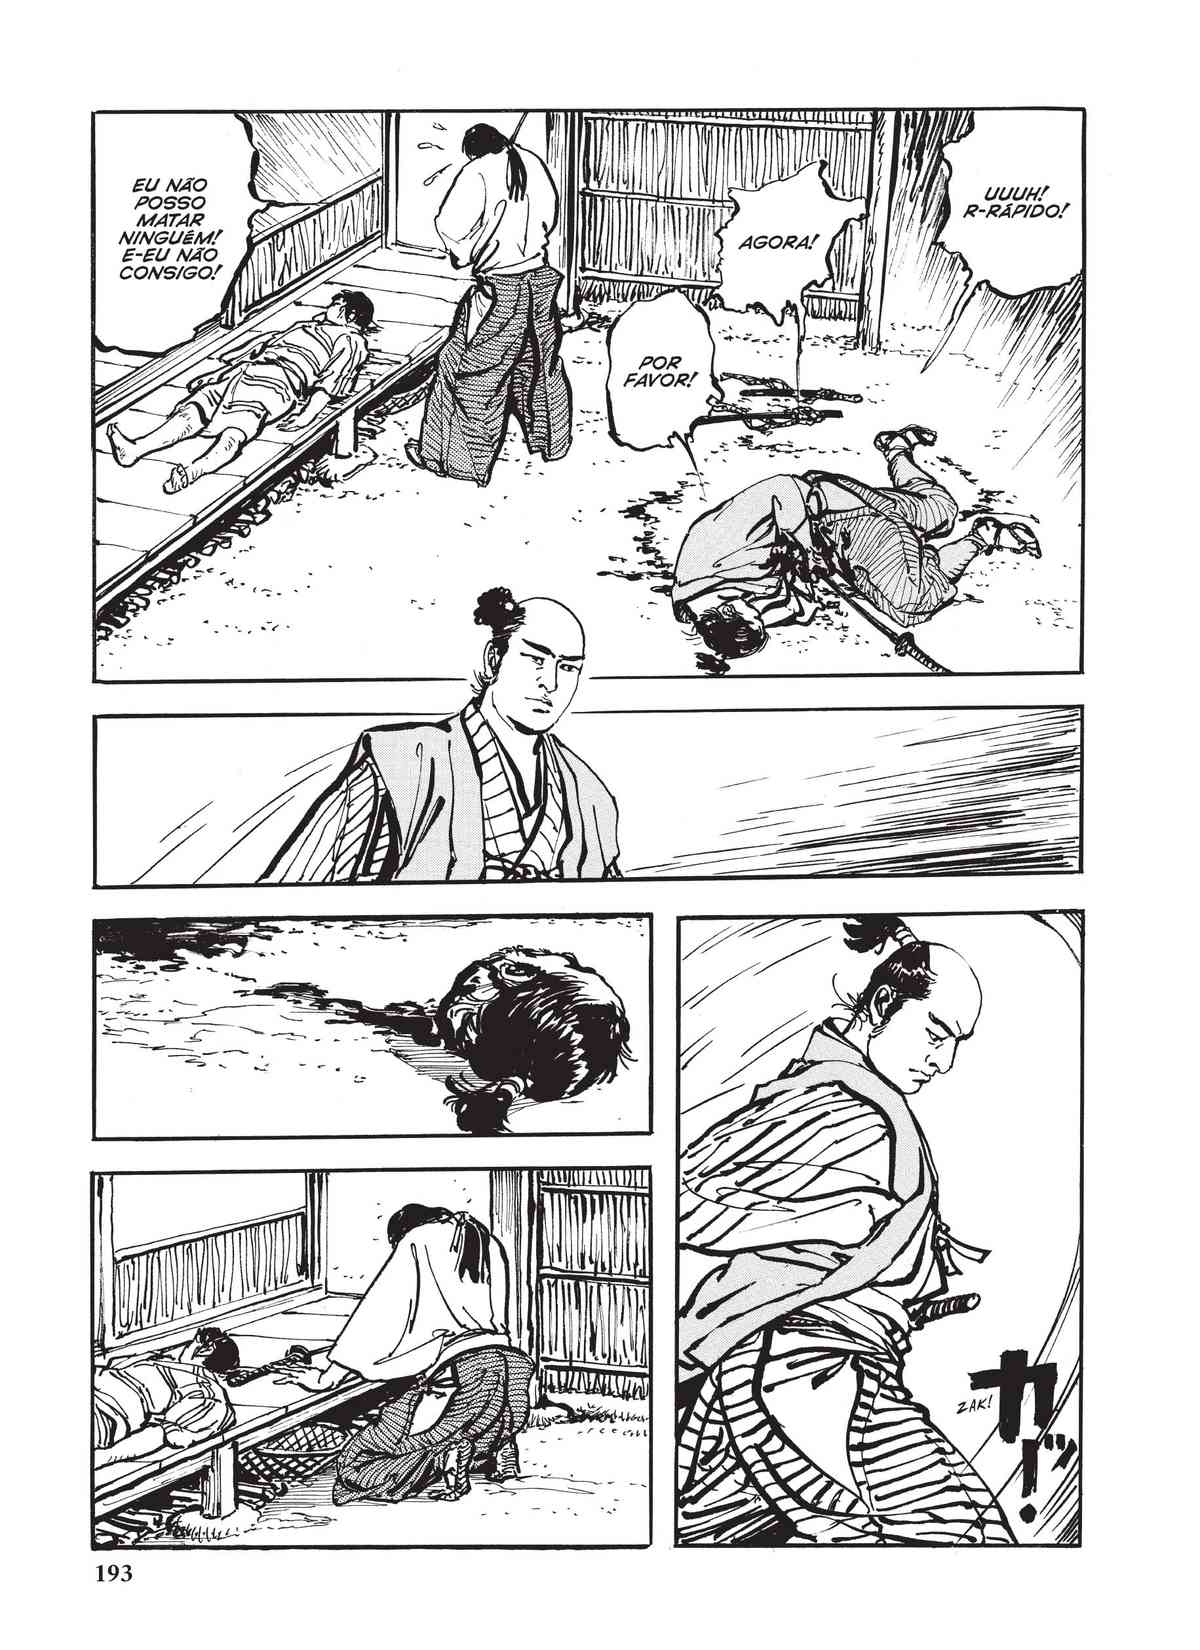 UUUH!
R-RÁPIDO!
AGORA!
POR
FAVOR!
EU NÃO
POSSO
MATAR
NINGUÉM!
E-EU NÃO
CONSIGO!
ZAK!
カッ!
193